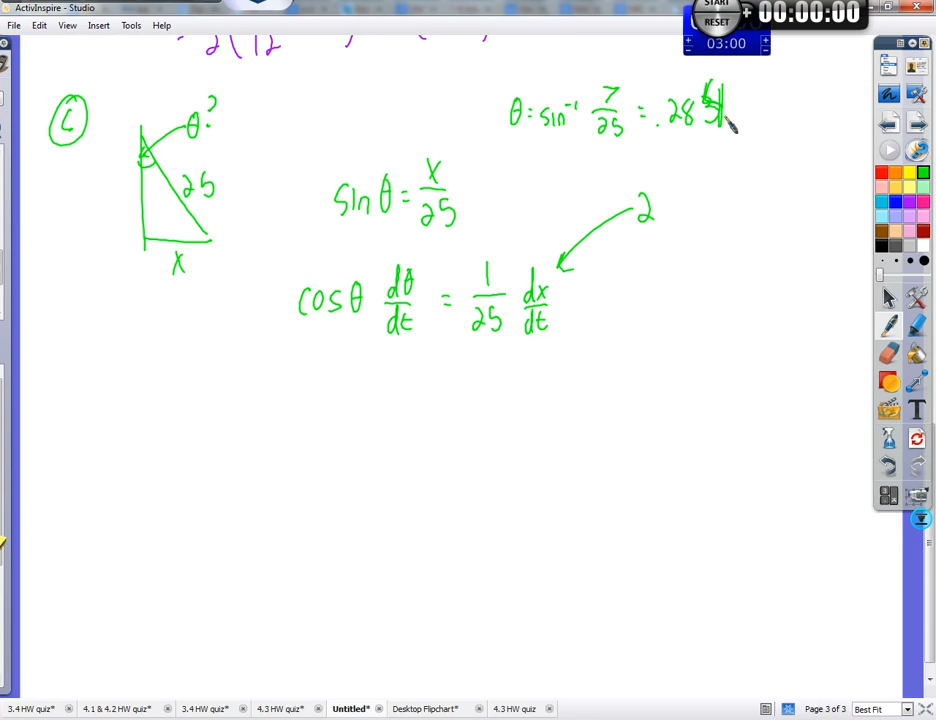 ActivInspire - Studio
File Edit View Insert Tools Help
START
RESET
00:00:00
03:00
2 ( 12 )
C
θ?
25
x
θ = sin⁻¹ 7/25 = .28
sin θ = x/25
2
cos θ dθ/dt = 1/25 dx/dt
T
3.4 HW quiz* 4.1 & 4.2 HW quiz* 3.4 HW quiz* 4.3 HW quiz* Untitled* Desktop Flipchart* 4.3 HW quiz
Page 3 of 3 Best Fit